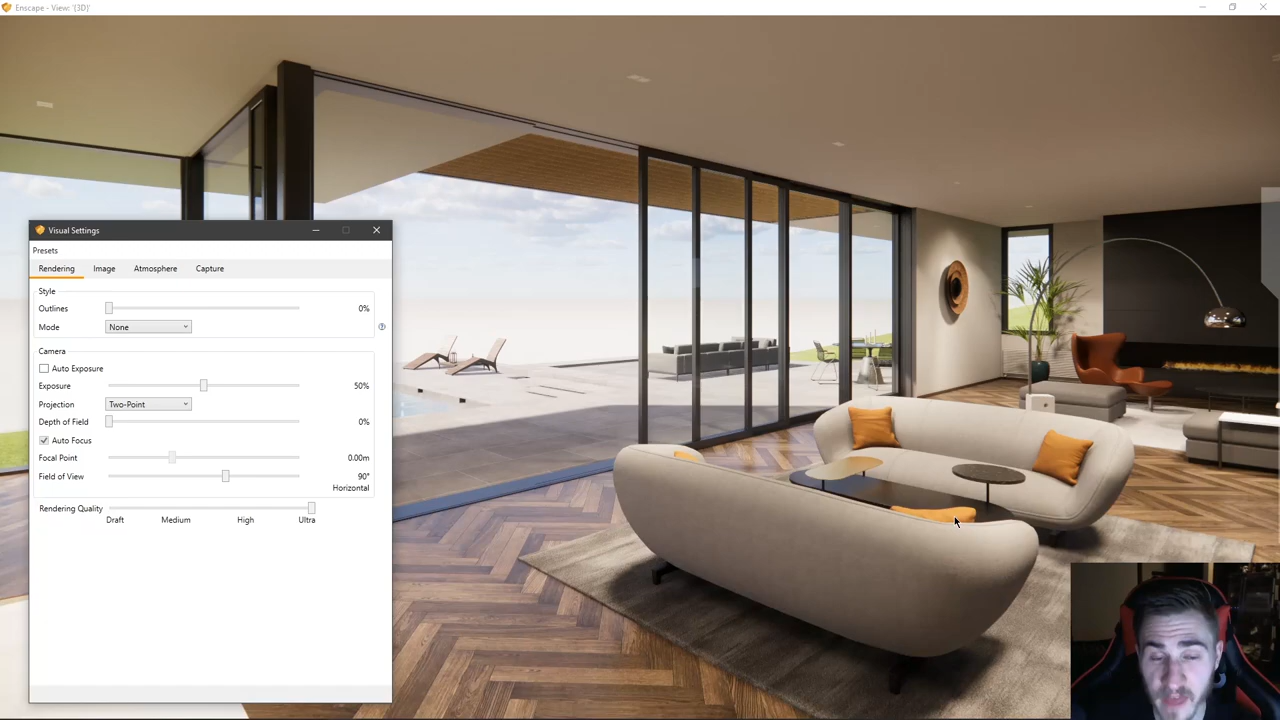 Enscape - View: '{3D}'
Visual Settings
Presets
Rendering Image Atmosphere Capture
Style
Outlines 0%
Mode None
Camera
Auto Exposure
Exposure 50%
Projection Two-Point
Depth of Field 0%
Auto Focus
Focal Point 0.00m
Field of View 90°
Horizontal
Rendering Quality
Draft Medium High Ultra